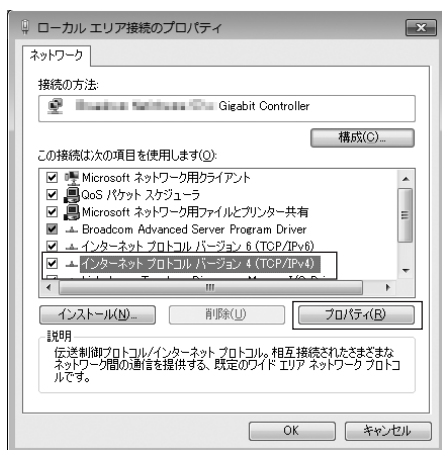 ローカル エリア接続のプロパティ
ネットワーク
接続の方法:
Gigabit Controller
構成(C)...
この接続は次の項目を使用します(O):
Microsoft ネットワーク用クライアント
QoS パケット スケジューラ
Microsoft ネットワーク用ファイルとプリンター共有
Broadcom Advanced Server Program Driver
インターネット プロトコル バージョン 6 (TCP/IPv6)
インターネット プロトコル バージョン 4 (TCP/IPv4)
インストール(N)...
削除(U)
プロパティ(R)
説明
伝送制御プロトコル/インターネット プロトコル。相互接続されたさまざまな
ネットワーク間の通信を提供する、既定のワイド エリア ネットワーク プロトコ
ルです。
OK
キャンセル